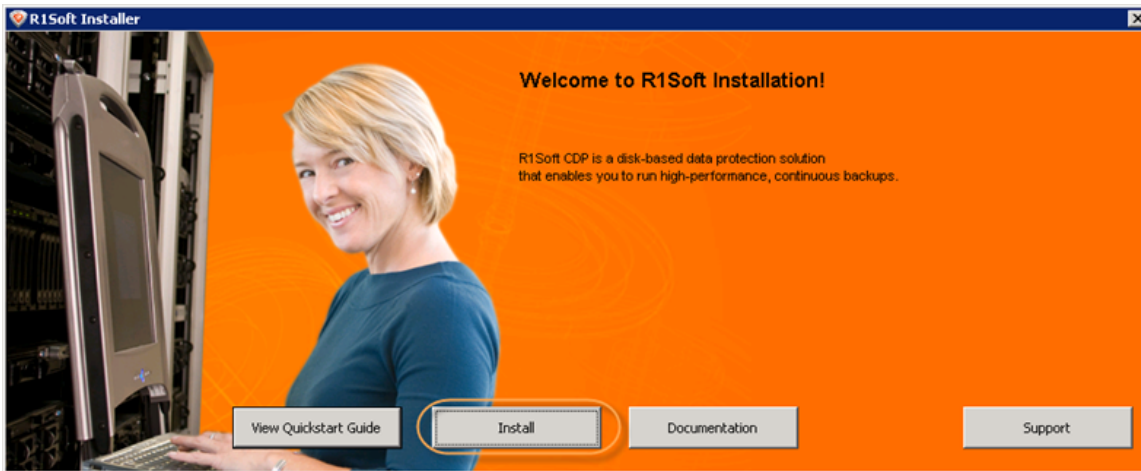 R1Soft Installer
Welcome to R1Soft Installation!
R1Soft CDP is a disk-based data protection solution
that enables you to run high-performance, continuous backups.
View Quickstart Guide
Install
Documentation
Support